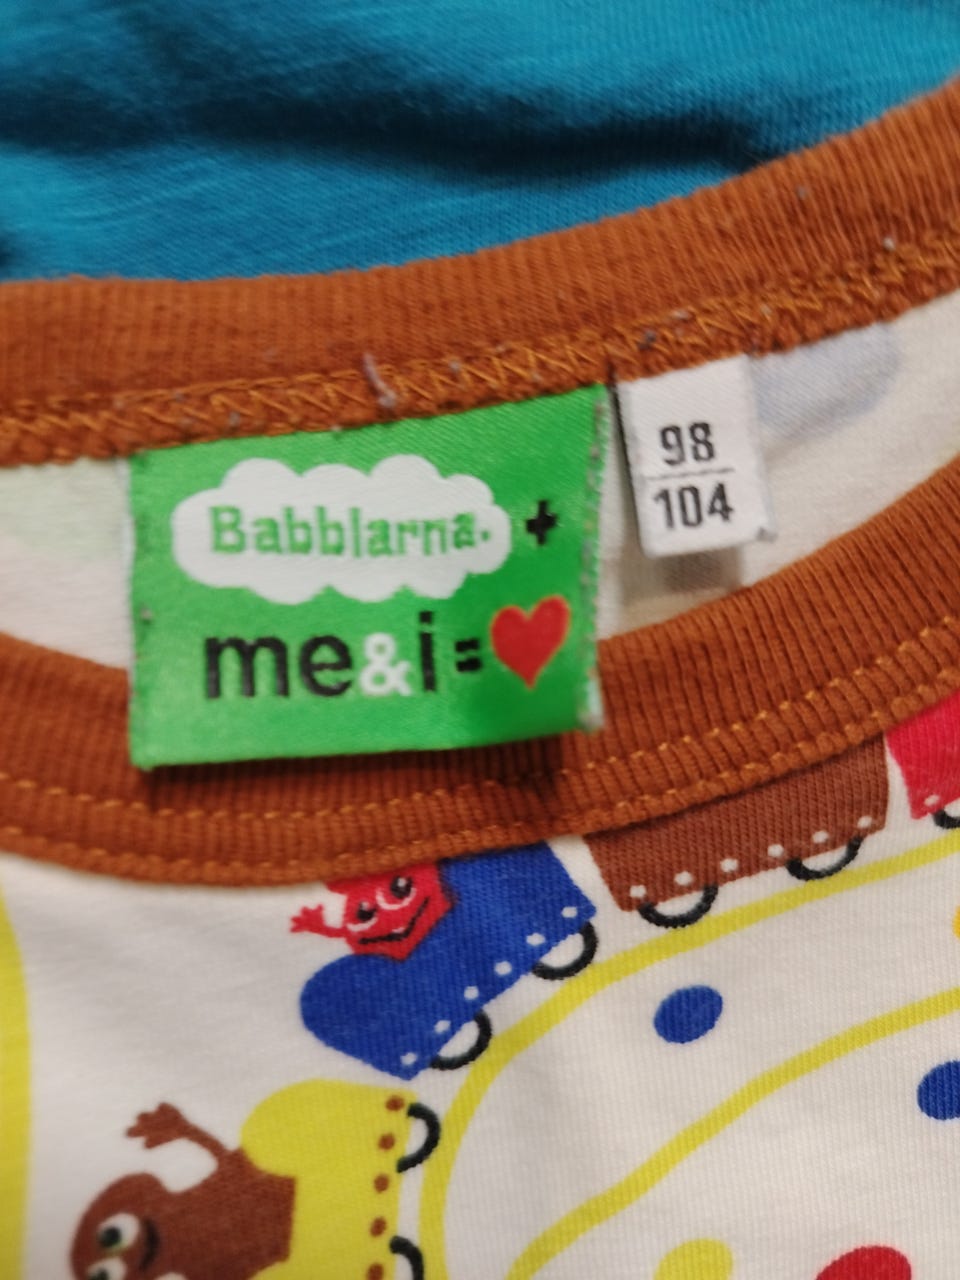 Babblarna. +
me&i=
98
104